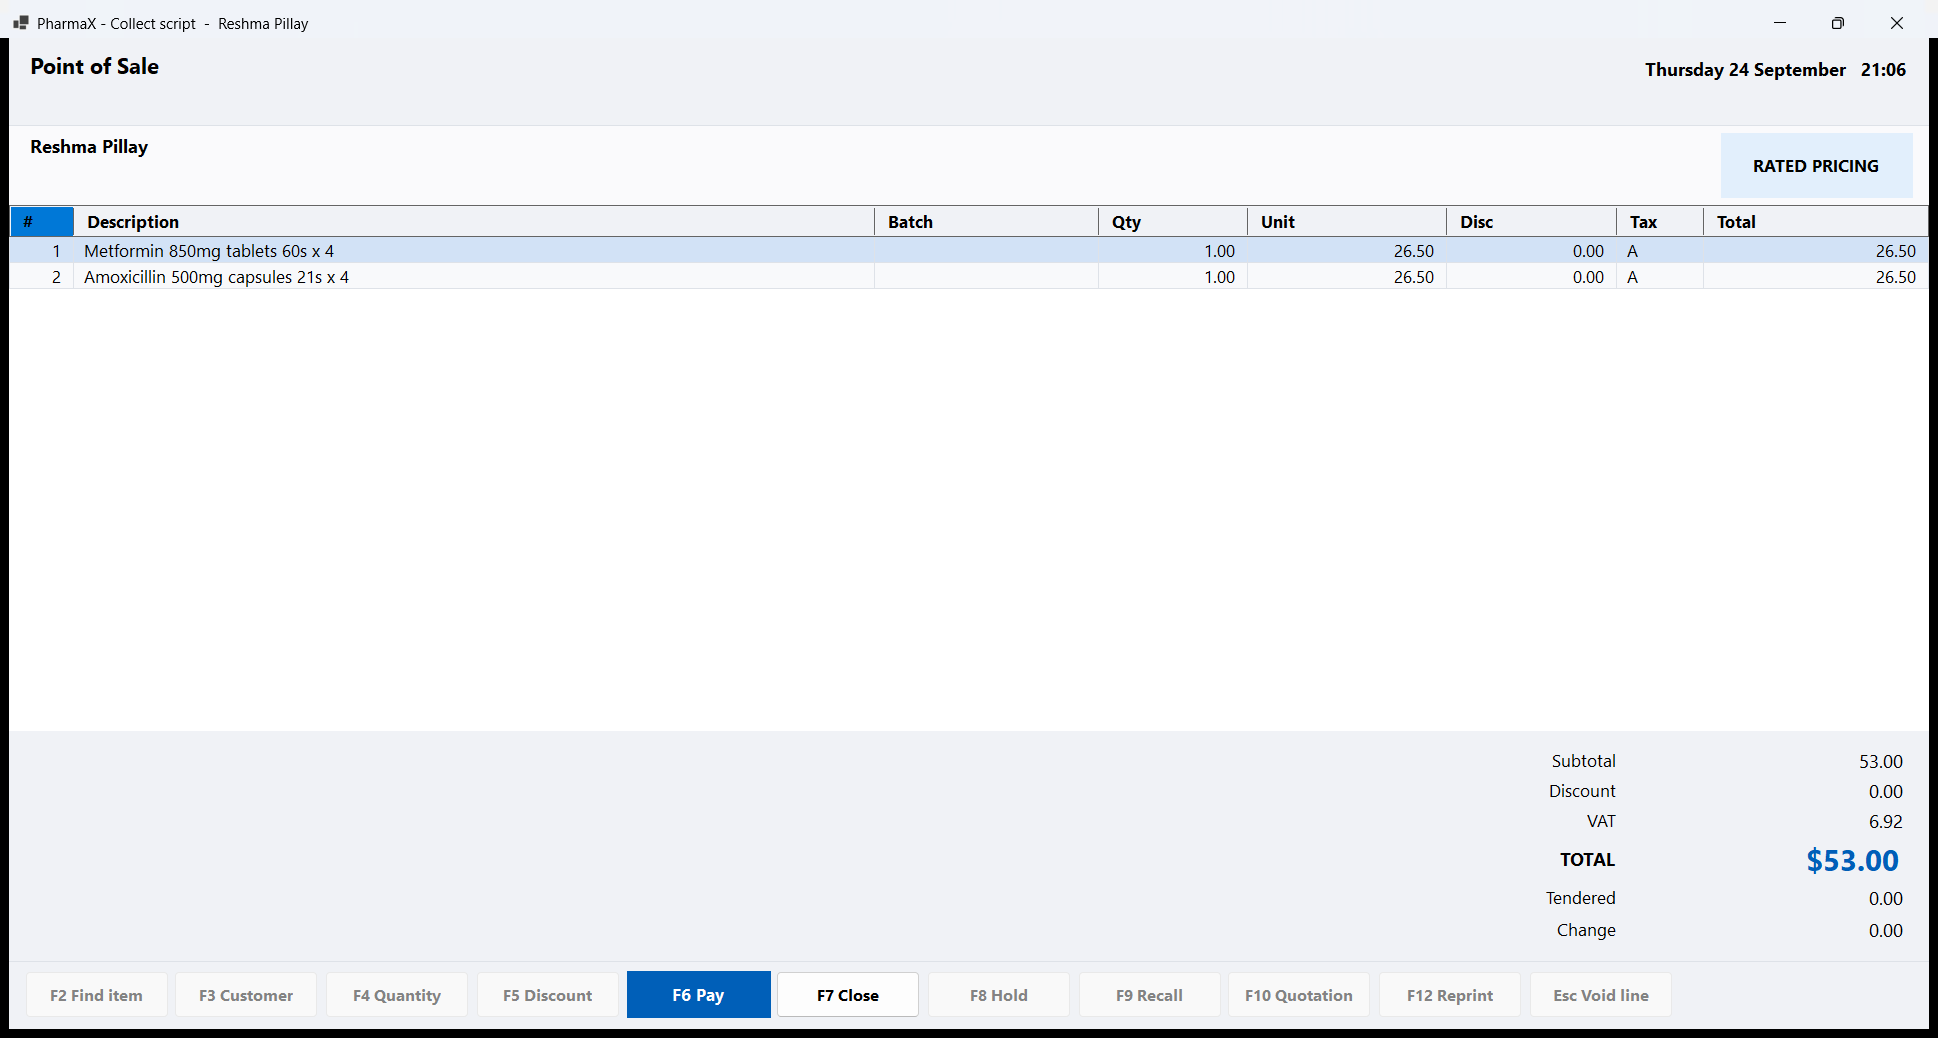 PharmaX - Collect script - Reshma Pillay
Point of Sale
Thursday 24 September 21:06
Reshma Pillay
RATED PRICING
# Description Batch Qty Unit Disc Tax Total
1 Metformin 850mg tablets 60s x 4 1.00 26.50 0.00 A 26.50
2 Amoxicillin 500mg capsules 21s x 4 1.00 26.50 0.00 A 26.50
Subtotal 53.00
Discount 0.00
VAT 6.92
TOTAL $53.00
Tendered 0.00
Change 0.00
F2 Find item F3 Customer F4 Quantity F5 Discount F6 Pay F7 Close F8 Hold F9 Recall F10 Quotation F12 Reprint Esc Void line